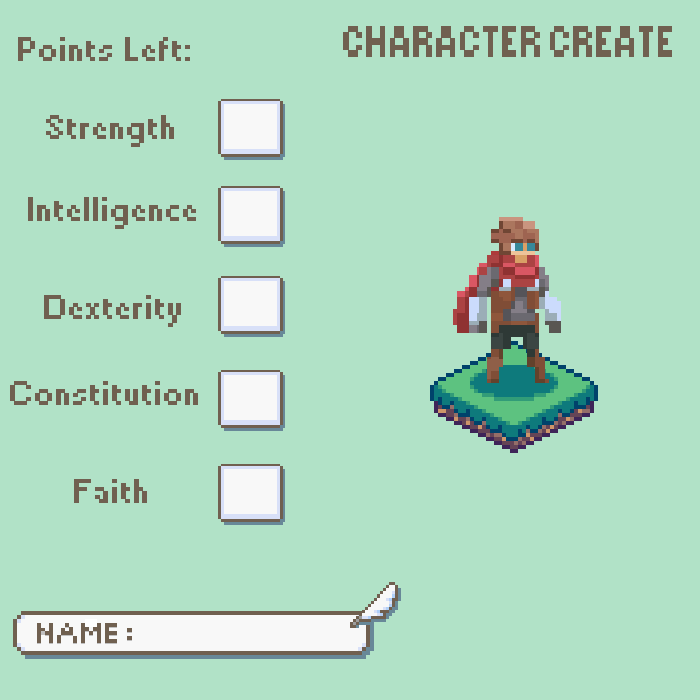 CHARACTER CREATE
Points Left:
Strength
Intelligence
Dexterity
Constitution
Faith
NAME: